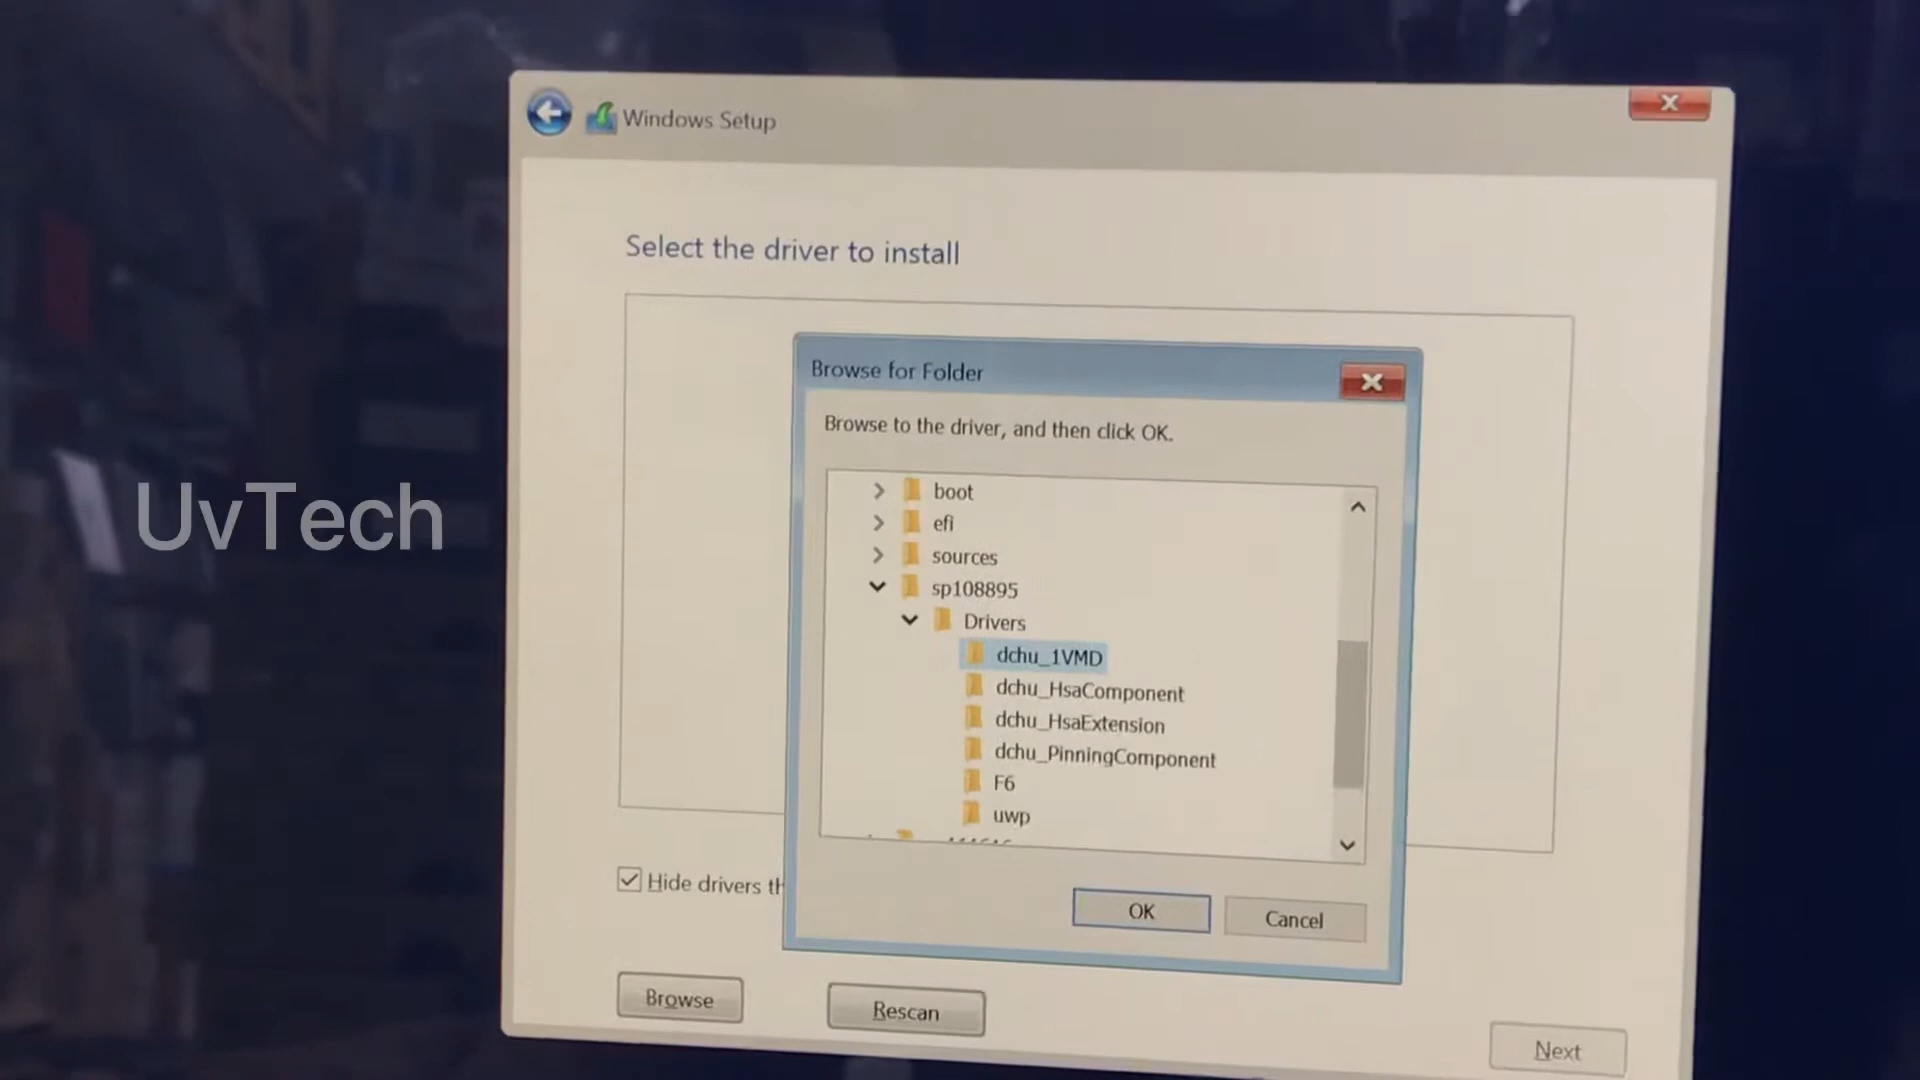 Windows Setup
Select the driver to install
Browse for Folder
Browse to the driver, and then click OK.
boot
efi
sources
sp108895
Drivers
dchu_1VMD
dchu_HsaComponent
dchu_HsaExtension
dchu_PinningComponent
F6
uwp
UvTech
Hide drivers
OK
Cancel
Browse
Rescan
Next